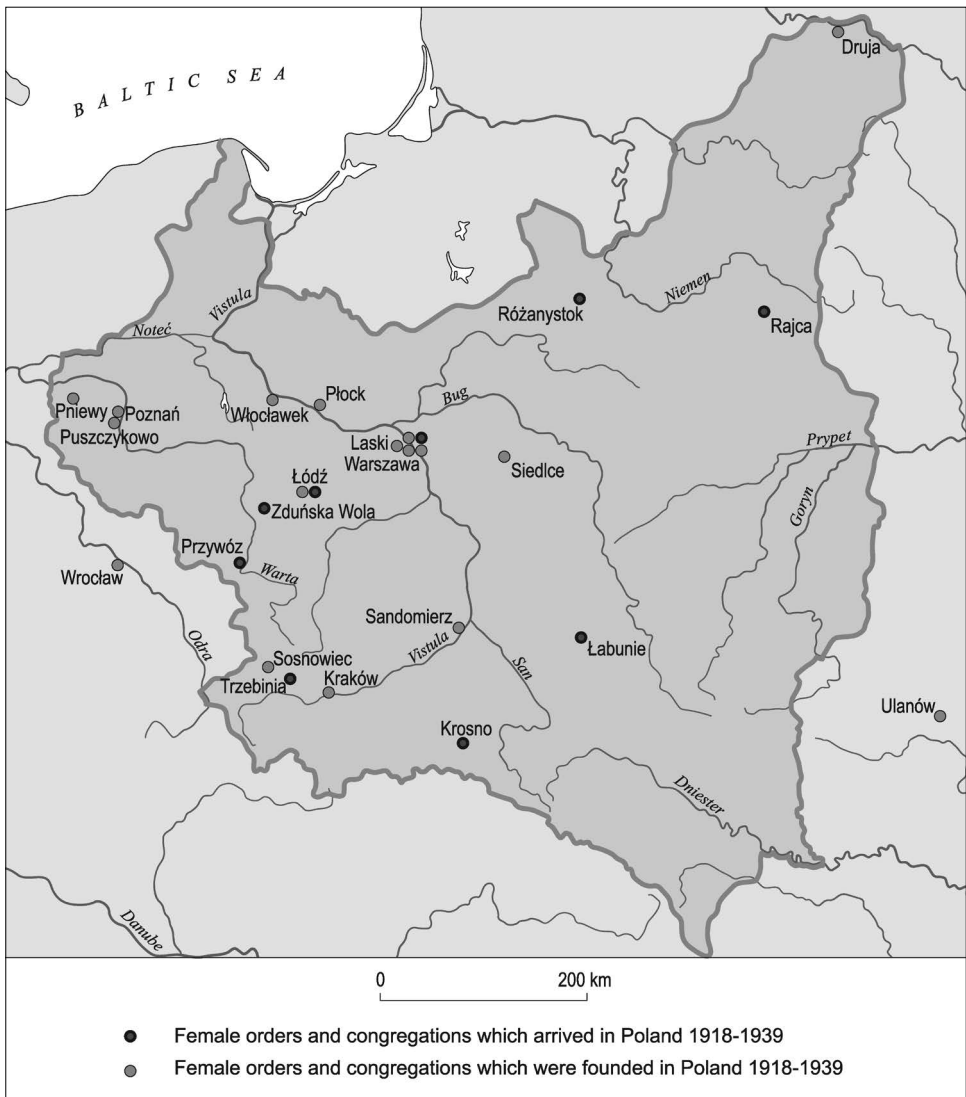 BALTIC SEA
Druja
Niemen
Różanystok
Rajca
Vistula
Noteć
Pniewy
Poznań
Puszczykowo
Włocławek
Płock
Bug
Laski
Warszawa
Siedlce
Prypet
Goryn
Łódź
Zduńska Wola
Przywóz
Warta
Wrocław
Odra
Sandomierz
Vistula
San
Łabunie
Sosnowiec
Trzebinia
Kraków
Ulanów
Krosno
Dniester
Danube
0 200 km
Female orders and congregations which arrived in Poland 1918-1939
Female orders and congregations which were founded in Poland 1918-1939